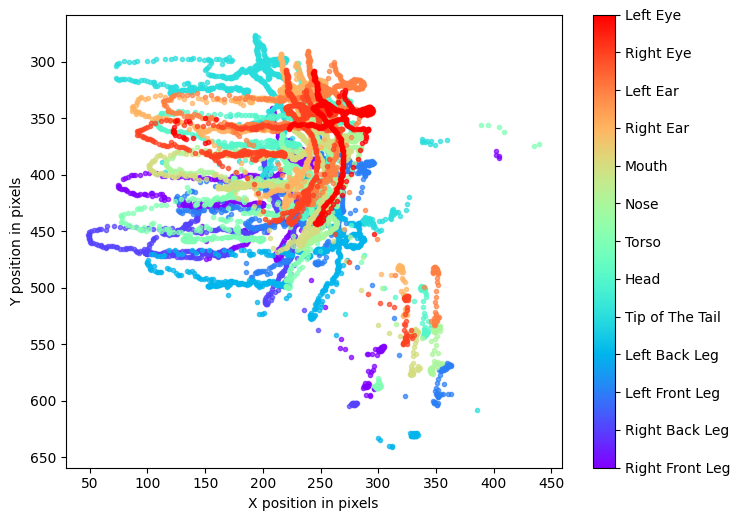 Y position in pixels
300
350
400
450
500
550
600
650
50
100
150
200
250
300
350
400
450
X position in pixels
Left Eye
Right Eye
Left Ear
Right Ear
Mouth
Nose
Torso
Head
Tip of The Tail
Left Back Leg
Left Front Leg
Right Back Leg
Right Front Leg